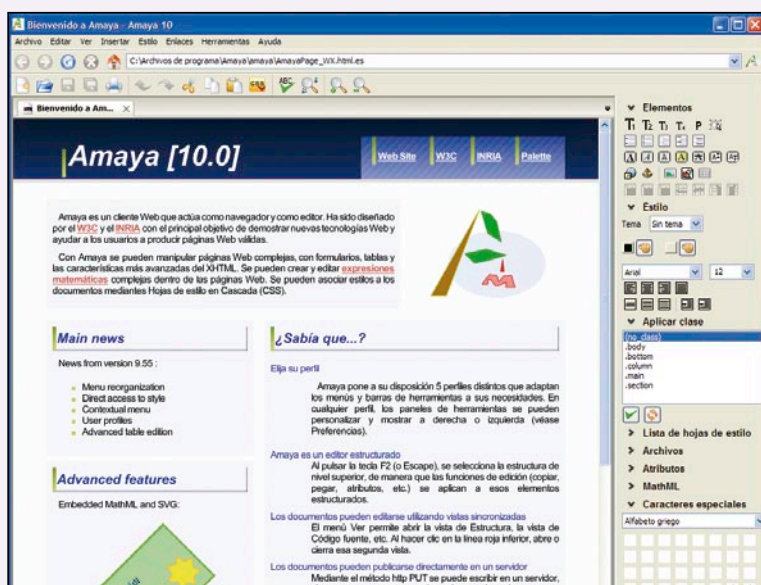 Bienvenido a Amaya - Amaya 10
Archivo Editar Ver Insertar Estilo Enlaces Herramientas Ayuda
C:\Archivos de programa\Amaya\amaya\AmayaPage_WX.html.es
Bienvenido a Am...
Amaya [10.0]
Web Site W3C INRIA Palette
Amaya es un cliente Web que actúa como navegador y como editor. Ha sido diseñado
por el W3C y el INRIA con el principal objetivo de demostrar nuevas tecnologías Web y
ayudar a los usuarios a producir páginas Web válidas.
Con Amaya se pueden manipular páginas Web complejas, con formularios, tablas y
las características más avanzadas del XHTML. Se pueden crear y editar expresiones
matemáticas complejas dentro de las páginas Web. Se pueden asociar estilos a los
documentos mediantes Hojas de estilo en Cascada (CSS).
Main news
News from version 9.55 :
Menu reorganization
Direct access to style
Contextual menu
User profiles
Advanced table edition
Advanced features
Embedded MathML and SVG:
¿Sabía que...?
Elija su perfil
Amaya pone a su disposición 5 perfiles distintos que adaptan
los menús y barras de herramientas a sus necesidades. En
cualquier perfil, los paneles de herramientas se pueden
personalizar y mostrar a derecha o izquierda (véase
Preferencias).
Amaya es un editor estructurado
Al pulsar la tecla F2 (o Escape), se selecciona la estructura de
nivel superior, de manera que las funciones de edición (copiar,
pegar, atributos, etc.) se aplican a esos elementos
estructurados.
Los documentos pueden editarse utilizando vistas sincronizadas
El menú Ver permite abrir la vista de Estructura, la vista de
Código fuente, etc. Al hacer clic en la línea roja inferior, abre o
cierra esa segunda vista.
Los documentos pueden publicarse directamente en un servidor
Mediante el método http PUT se puede escribir en un servidor,
Elementos
T1 T2 T3 T4 P
Estilo
Tema Sin tema
Arial 12
Aplicar clase
(no_class)
.body
.bottom
.column
.main
.section
Lista de hojas de estilo
Archivos
Atributos
MathML
Caracteres especiales
Alfabeto griego